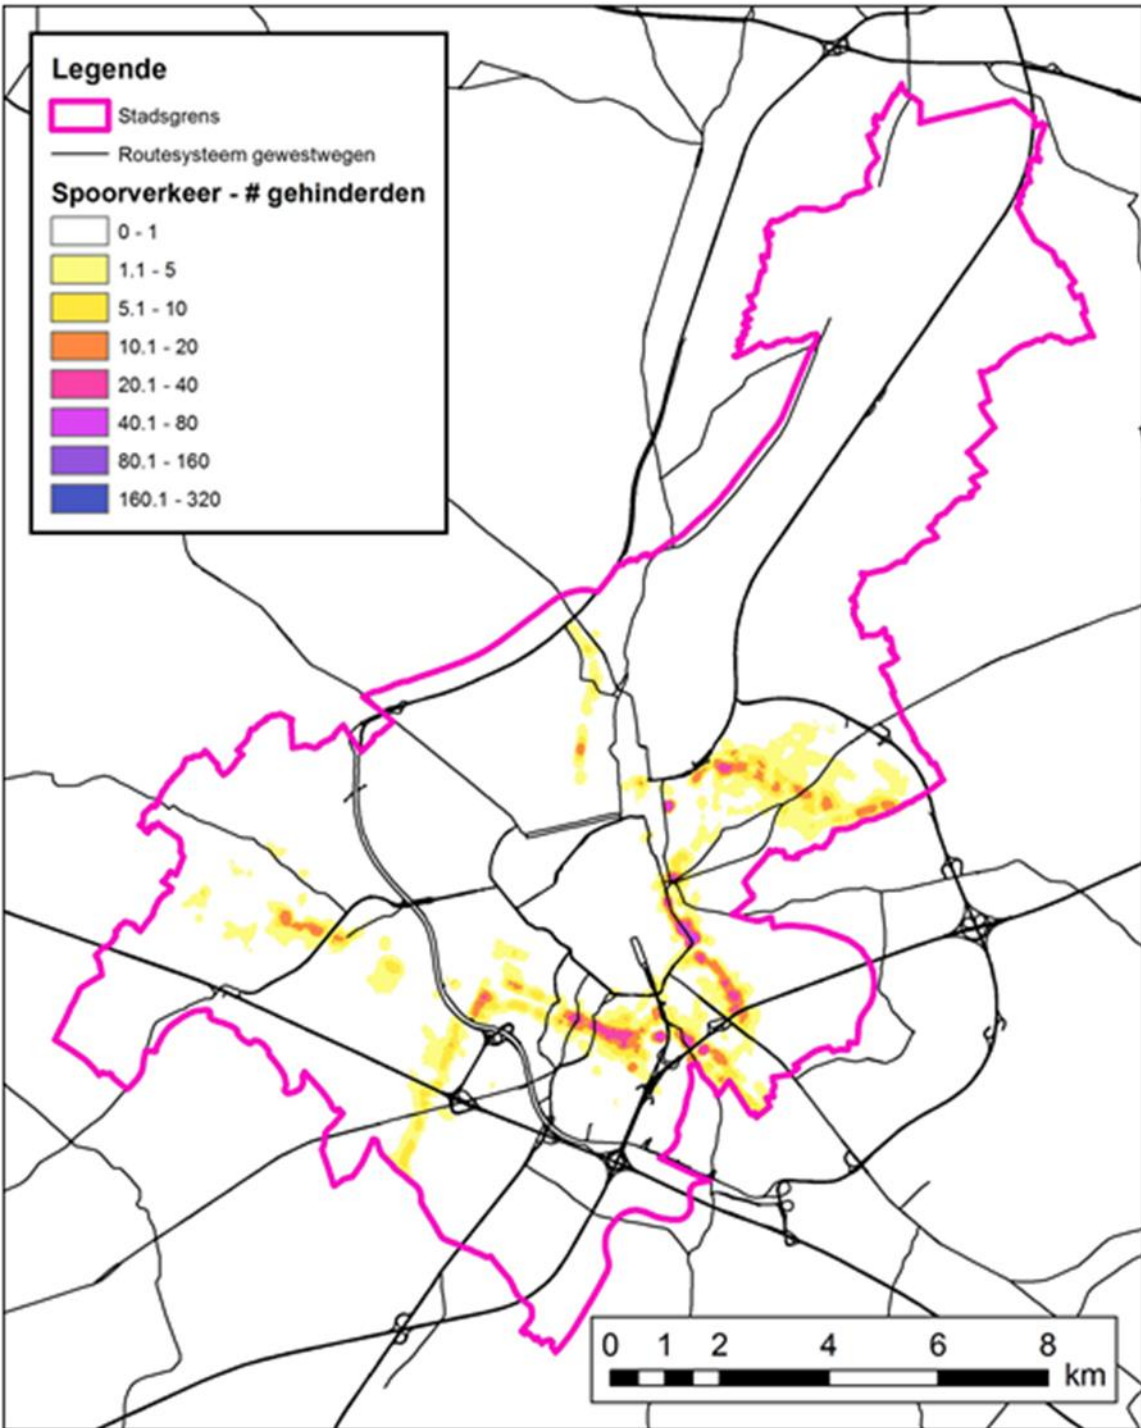 Legende
Stadsgrens
Routesysteem gewestwegen
Spoorverkeer - # gehinderden
0 - 1
1.1 - 5
5.1 - 10
10.1 - 20
20.1 - 40
40.1 - 80
80.1 - 160
160.1 - 320
0 1 2 4 6 8
km